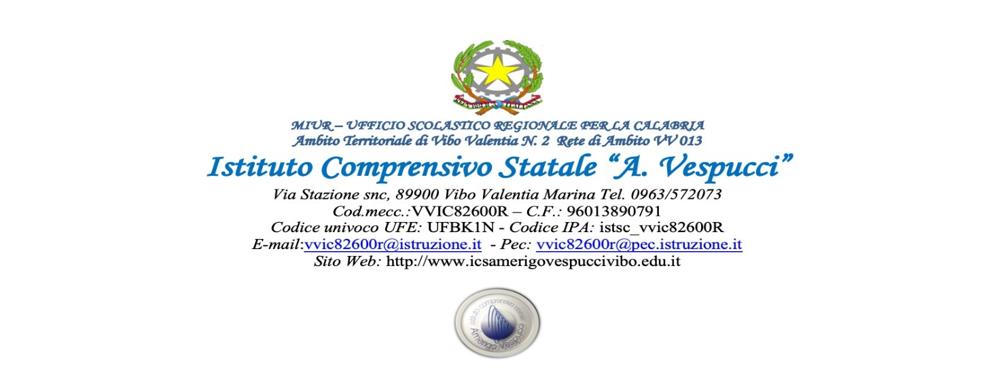 REPVBBLICA ITALIANA
MIUR – UFFICIO SCOLASTICO REGIONALE PER LA CALABRIA
Ambito Territoriale di Vibo Valentia N. 2 Rete di Ambito VV 013
Istituto Comprensivo Statale “A. Vespucci”
Via Stazione snc, 89900 Vibo Valentia Marina Tel. 0963/572073
Cod.mecc.:VVIC82600R – C.F.: 96013890791
Codice univoco UFE: UFBK1N - Codice IPA: istsc_vvic82600R
E-mail:vvic82600r@istruzione.it - Pec: vvic82600r@pec.istruzione.it
Sito Web: http://www.icsamerigovespuccivibo.edu.it
istituto comprensivo statale
Amerigo Vespucci